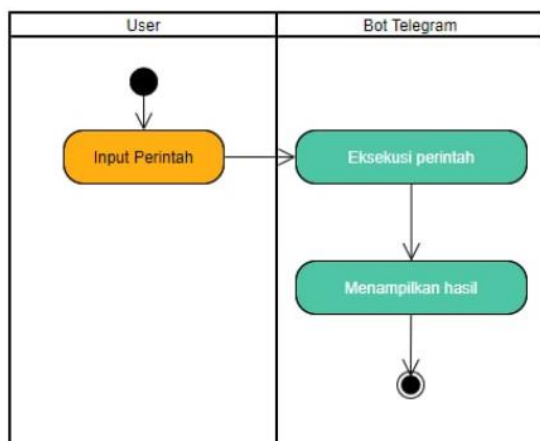 User
Bot Telegram
Input Perintah
Eksekusi perintah
Menampilkan hasil